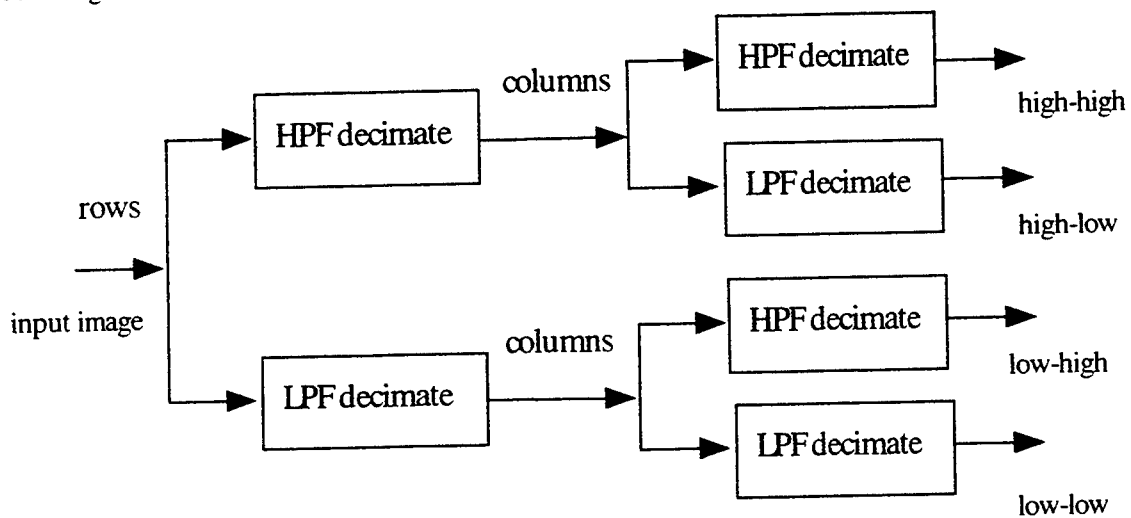 HPF decimate
columns
high-high
HPF decimate
LPF decimate
rows
high-low
input image
HPF decimate
columns
low-high
LPF decimate
LPF decimate
low-low